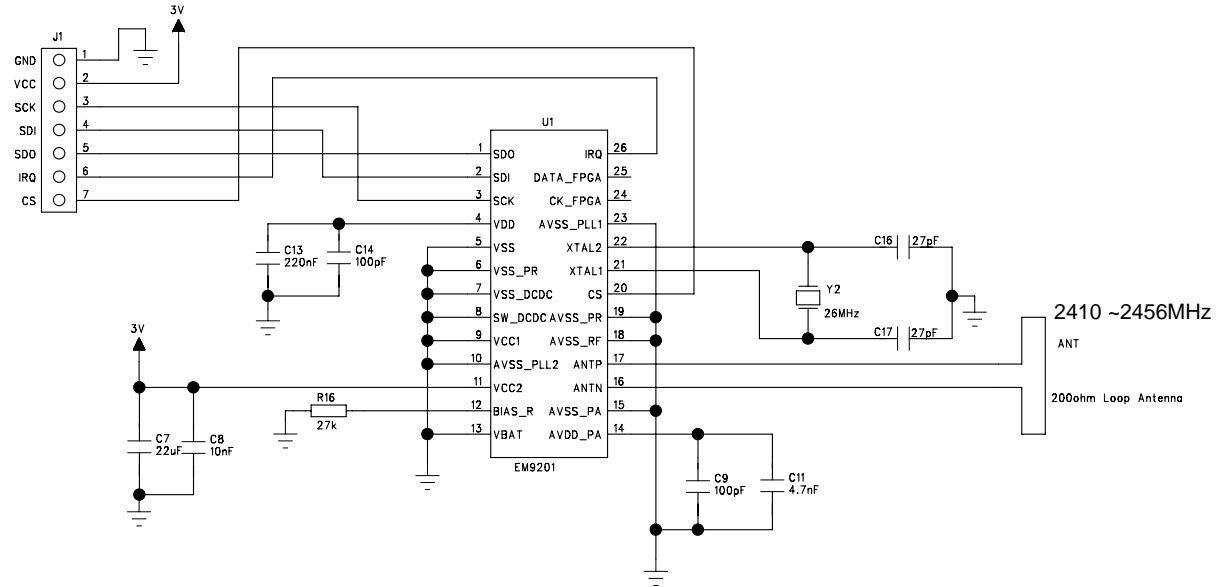 3V
J1
GND 1
VCC 2
SCK 3
SDI 4
SDO 5
IRQ 6
CS 7
U1
1 SDO IRQ 26
2 SDI DATA_FPGA 25
3 SCK CK_FPGA 24
4 VDD AVSS_PLL1 23
5 VSS XTAL2 22
6 VSS_PR XTAL1 21
7 VSS_DCDC CS 20
8 SW_DCDC AVSS_PR 19
9 VCC1 AVSS_RF 18
10 AVSS_PLL2 ANTP 17
11 VCC2 ANTN 16
12 BIAS_R AVSS_PA 15
13 VBAT AVDD_PA 14
EM9201
C13
220nF
C14
100pF
C16 27pF
Y2
26MHz
C17 27pF
2410 ~2456MHz
ANT
200ohm Loop Antenna
3V
R16
27k
C7
22uF
C8
10nF
C9
100pF
C11
4.7nF